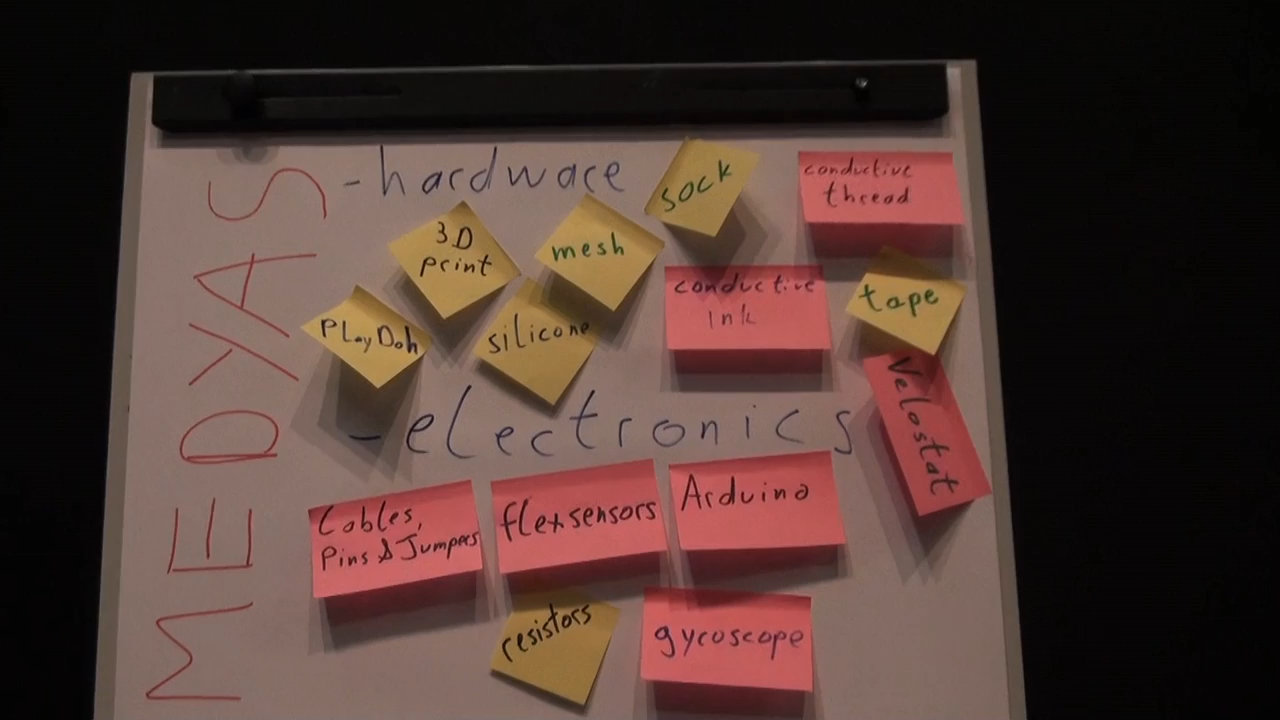 MEDYAS
-hardware
sock
conductive
thread
3D
print
mesh
conductive
ink
tape
PLayDoh
silicone
Velostat
-electronics
Cables,
Pins & Jumpers
flexsensors
Arduino
resistors
gycoscope